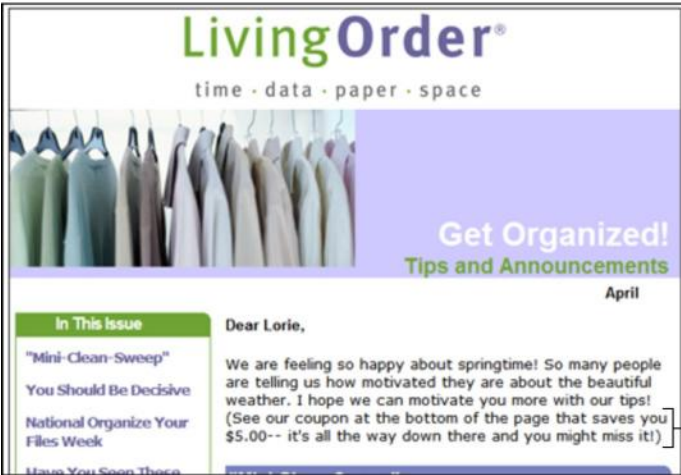 LivingOrder®
time · data · paper · space
Get Organized!
Tips and Announcements
April
In This Issue
"Mini-Clean-Sweep"
You Should Be Decisive
National Organize Your
Files Week
Have You Seen These
Dear Lorie,
We are feeling so happy about springtime! So many people
are telling us how motivated they are about the beautiful
weather. I hope we can motivate you more with our tips!
(See our coupon at the bottom of the page that saves you
$5.00-- it's all the way down there and you might miss it!)